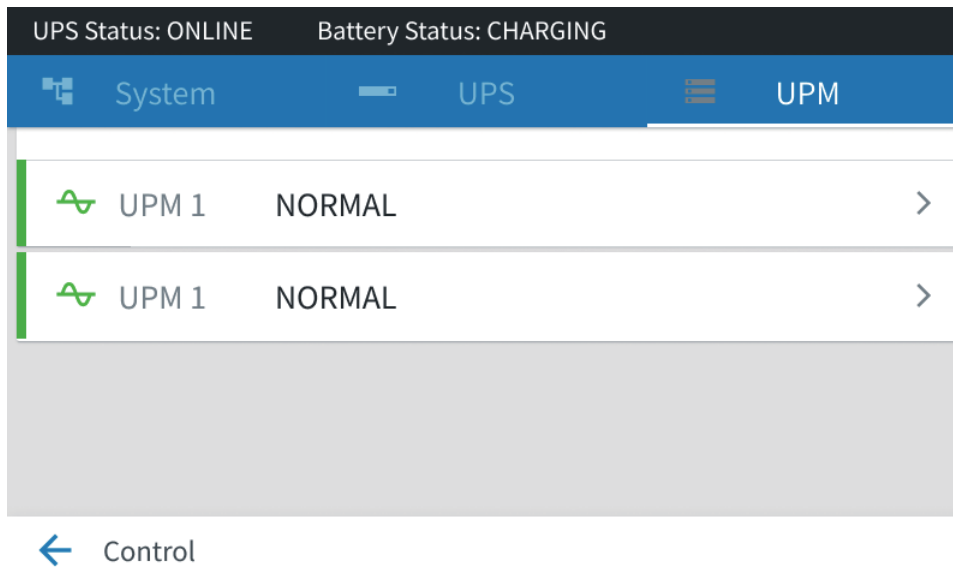 UPS Status: ONLINE Battery Status: CHARGING
System UPS UPM
UPM 1 NORMAL
UPM 1 NORMAL
Control